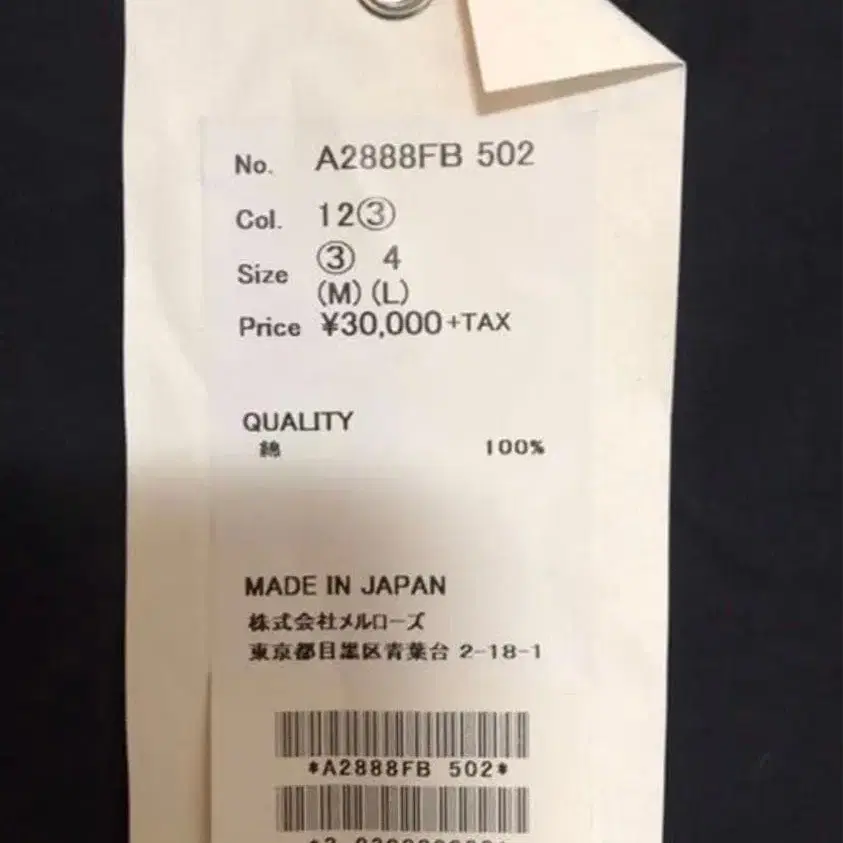 No. A2888FB 502
Col. 12③
Size ③ 4
(M) (L)
Price ¥30,000+TAX
QUALITY
綿 100%
MADE IN JAPAN
株式会社メルローズ
東京都目黒区青葉台 2-18-1
*A2888FB 502*